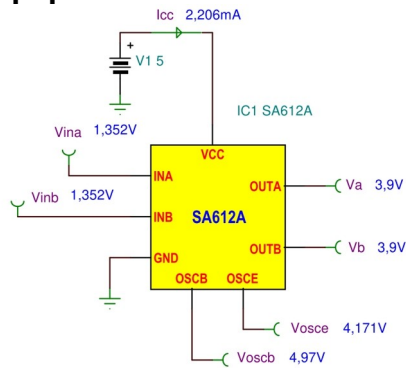 Icc 2,206mA
V1 5
IC1 SA612A
Vina 1,352V
VCC
INA
OUTA Va 3,9V
Vinb 1,352V
INB SA612A
OUTB Vb 3,9V
GND
OSCB OSCE
Vosce 4,171V
Voscb 4,97V